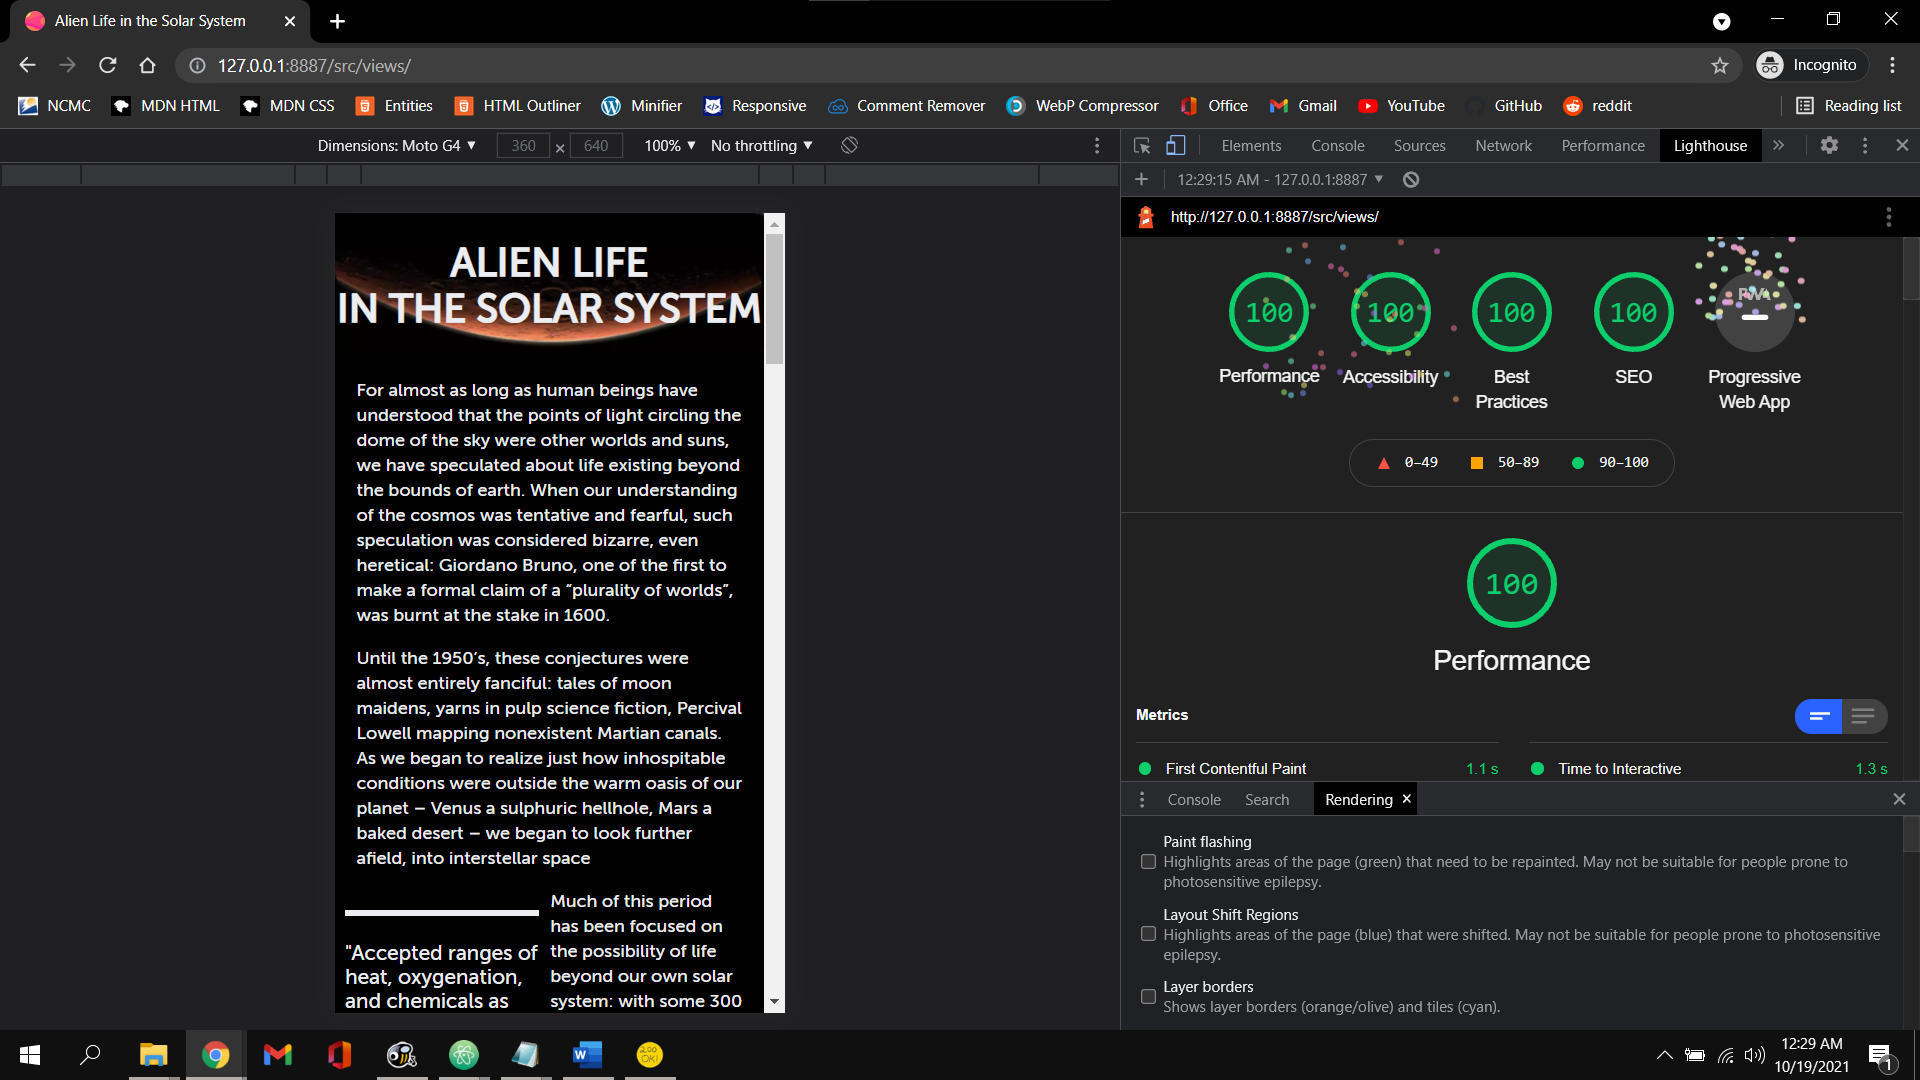 Alien Life in the Solar System
127.0.0.1:8887/src/views/
Incognito
NCMC MDN HTML MDN CSS Entities HTML Outliner Minifier Responsive Comment Remover WebP Compressor Office Gmail YouTube GitHub reddit Reading list
Dimensions: Moto G4 ▼ 360 × 640 100% ▼ No throttling ▼
Elements Console Sources Network Performance Lighthouse
12:29:15 AM - 127.0.0.1:8887
http://127.0.0.1:8887/src/views/
ALIEN LIFE
IN THE SOLAR SYSTEM
For almost as long as human beings have
understood that the points of light circling the
dome of the sky were other worlds and suns,
we have speculated about life existing beyond
the bounds of earth. When our understanding
of the cosmos was tentative and fearful, such
speculation was considered bizarre, even
heretical: Giordano Bruno, one of the first to
make a formal claim of a “plurality of worlds”,
was burnt at the stake in 1600.
Until the 1950’s, these conjectures were
almost entirely fanciful: tales of moon
maidens, yarns in pulp science fiction, Percival
Lowell mapping nonexistent Martian canals.
As we began to realize just how inhospitable
conditions were outside the warm oasis of our
planet – Venus a sulphuric hellhole, Mars a
baked desert – we began to look further
afield, into interstellar space
"Accepted ranges of
heat, oxygenation,
and chemicals as
Much of this period
has been focused on
the possibility of life
beyond our own solar
system: with some 300
100 100 100 100 PWA
Performance Accessibility Best
Practices SEO Progressive
Web App
0–49 50–89 90–100
100
Performance
Metrics
First Contentful Paint 1.1 s Time to Interactive 1.3 s
Console Search Rendering
Paint flashing
Highlights areas of the page (green) that need to be repainted. May not be suitable for people prone to
photosensitive epilepsy.
Layout Shift Regions
Highlights areas of the page (blue) that were shifted. May not be suitable for people prone to photosensitive
epilepsy.
Layer borders
Shows layer borders (orange/olive) and tiles (cyan).
12:29 AM
10/19/2021
1